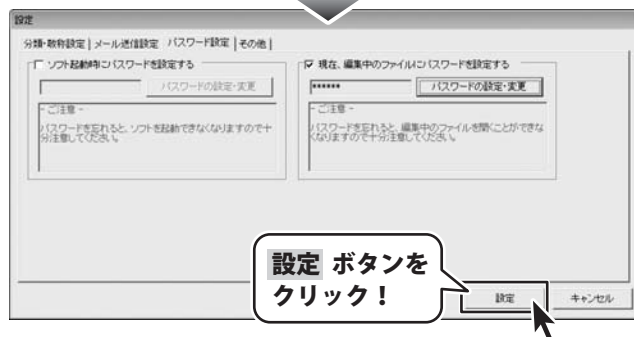 設定
分類・敬称設定 | メール送信設定 パスワード設定 | その他 |
ソフト起動時にパスワードを設定する
パスワードの設定・変更
- ご注意 -
パスワードを忘れると、ソフトを起動できなくなりますので十
分注意してください。
現在、編集中のファイルにパスワードを設定する
****** パスワードの設定・変更
- ご注意 -
パスワードを忘れると、編集中のファイルを開くことができな
くなりますので十分注意してください。
設定 ボタンを
クリック!
設定 キャンセル